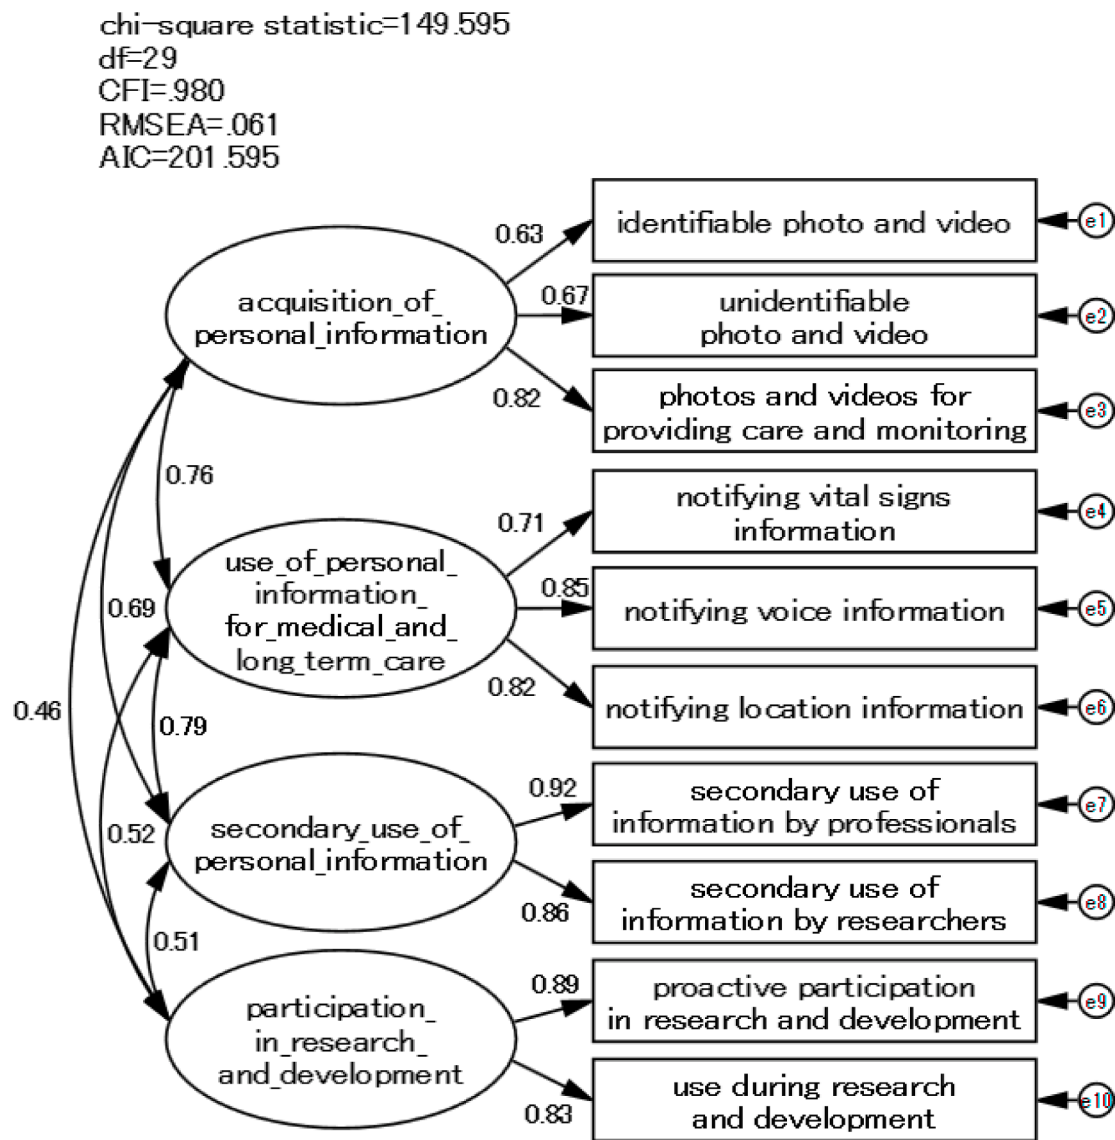 chi-square statistic=149.595
df=29
CFI=.980
RMSEA=.061
AIC=201.595
identifiable photo and video
e1
0.63
acquisition_of_
personal_information
0.67
unidentifiable
photo and video
e2
0.82
photos and videos for
providing care and monitoring
e3
0.76
0.71
notifying vital signs
information
e4
use_of_personal_
information_
for_medical_and_
long_term_care
0.85
notifying voice information
e5
0.69
0.82
notifying location information
e6
0.46
0.79
0.92
secondary use of
information by professionals
e7
0.52
secondary_use_of_
personal_information
0.86
secondary use of
information by researchers
e8
0.51
0.89
proactive participation
in research and development
e9
participation_
in_research_
and_development
0.83
use during research
and development
e10